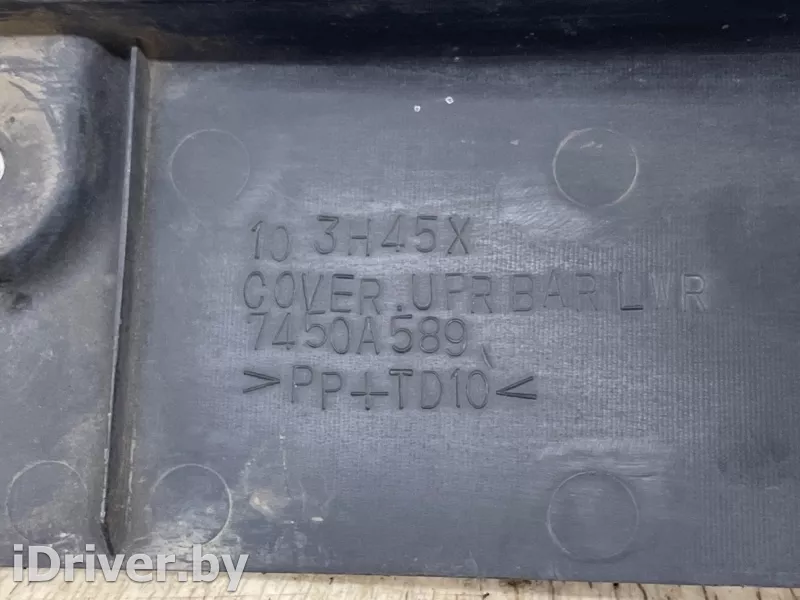 10 3H45X
COVER.UPR BAR LWR
7450A589
>PP+TD10<
iDriver.by